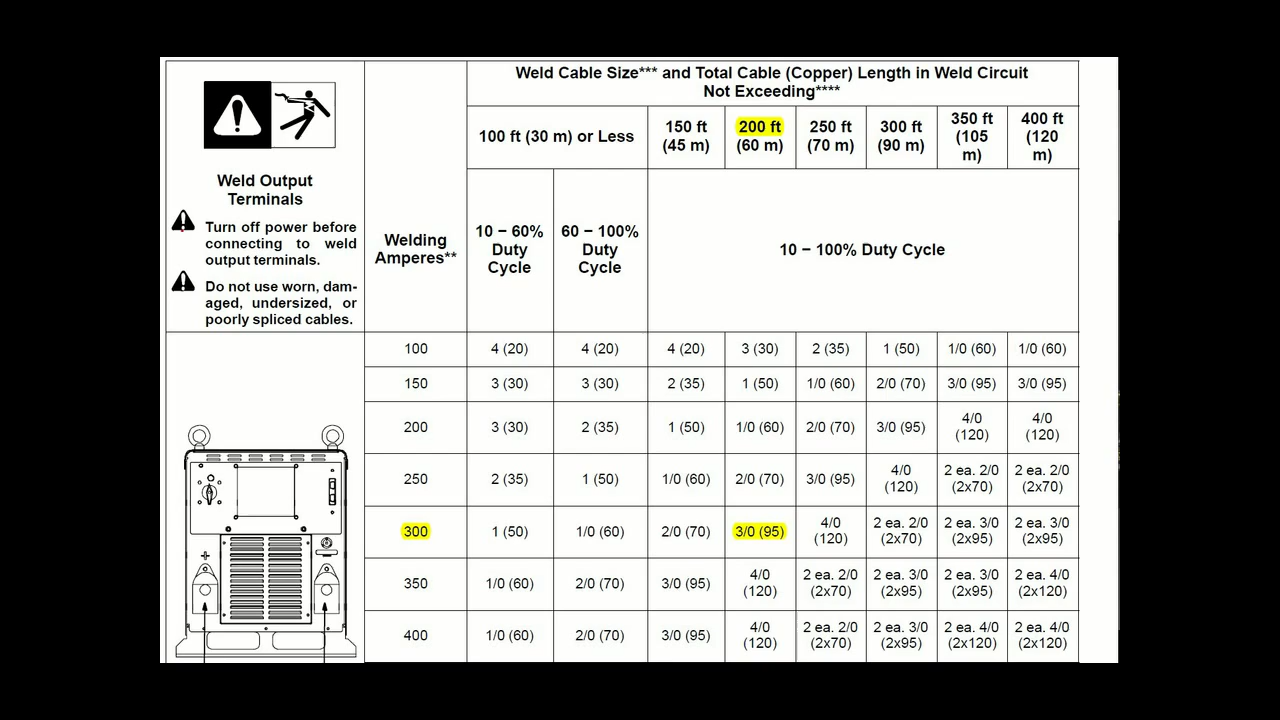 Weld Cable Size*** and Total Cable (Copper) Length in Weld Circuit
Not Exceeding****
100 ft (30 m) or Less
150 ft
(45 m)
200 ft
(60 m)
250 ft
(70 m)
300 ft
(90 m)
350 ft
(105
m)
400 ft
(120
m)
Weld Output
Terminals
Turn off power before
connecting to weld
output terminals.
Do not use worn, dam-
aged, undersized, or
poorly spliced cables.
Welding
Amperes**
10 − 60%
Duty
Cycle
60 − 100%
Duty
Cycle
10 − 100% Duty Cycle
100 4 (20) 4 (20) 4 (20) 3 (30) 2 (35) 1 (50) 1/0 (60) 1/0 (60)
150 3 (30) 3 (30) 2 (35) 1 (50) 1/0 (60) 2/0 (70) 3/0 (95) 3/0 (95)
200 3 (30) 2 (35) 1 (50) 1/0 (60) 2/0 (70) 3/0 (95) 4/0 (120) 4/0 (120)
250 2 (35) 1 (50) 1/0 (60) 2/0 (70) 3/0 (95) 4/0 (120) 2 ea. 2/0 (2x70) 2 ea. 2/0 (2x70)
300 1 (50) 1/0 (60) 2/0 (70) 3/0 (95) 4/0 (120) 2 ea. 2/0 (2x70) 2 ea. 3/0 (2x95) 2 ea. 3/0 (2x95)
350 1/0 (60) 2/0 (70) 3/0 (95) 4/0 (120) 2 ea. 2/0 (2x70) 2 ea. 3/0 (2x95) 2 ea. 3/0 (2x95) 2 ea. 4/0 (2x120)
400 1/0 (60) 2/0 (70) 3/0 (95) 4/0 (120) 2 ea. 2/0 (2x70) 2 ea. 3/0 (2x95) 2 ea. 4/0 (2x120) 2 ea. 4/0 (2x120)
+
−